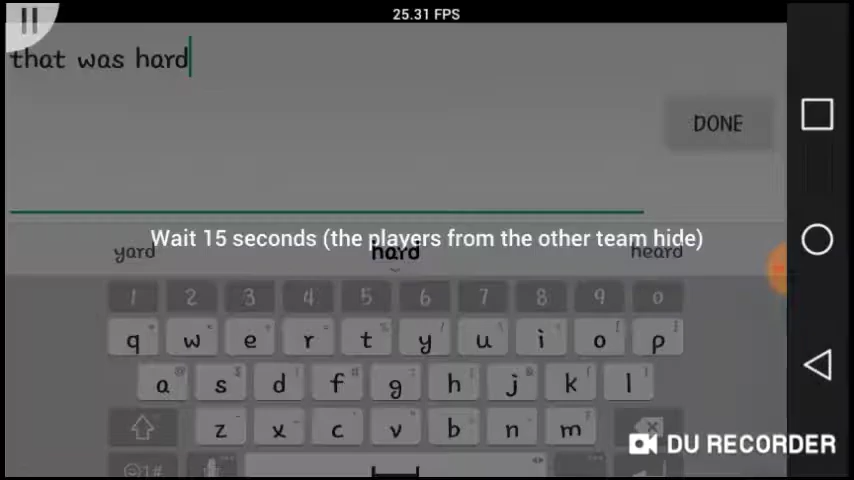 25.31 FPS
that was hard
DONE
Wait 15 seconds (the players from the other team hide)
yard hard heard
1 2 3 4 5 6 7 8 9 0
q w e r t y u i o p
a s d f g h j k l
z x c v b n m
DU RECORDER
☺1#